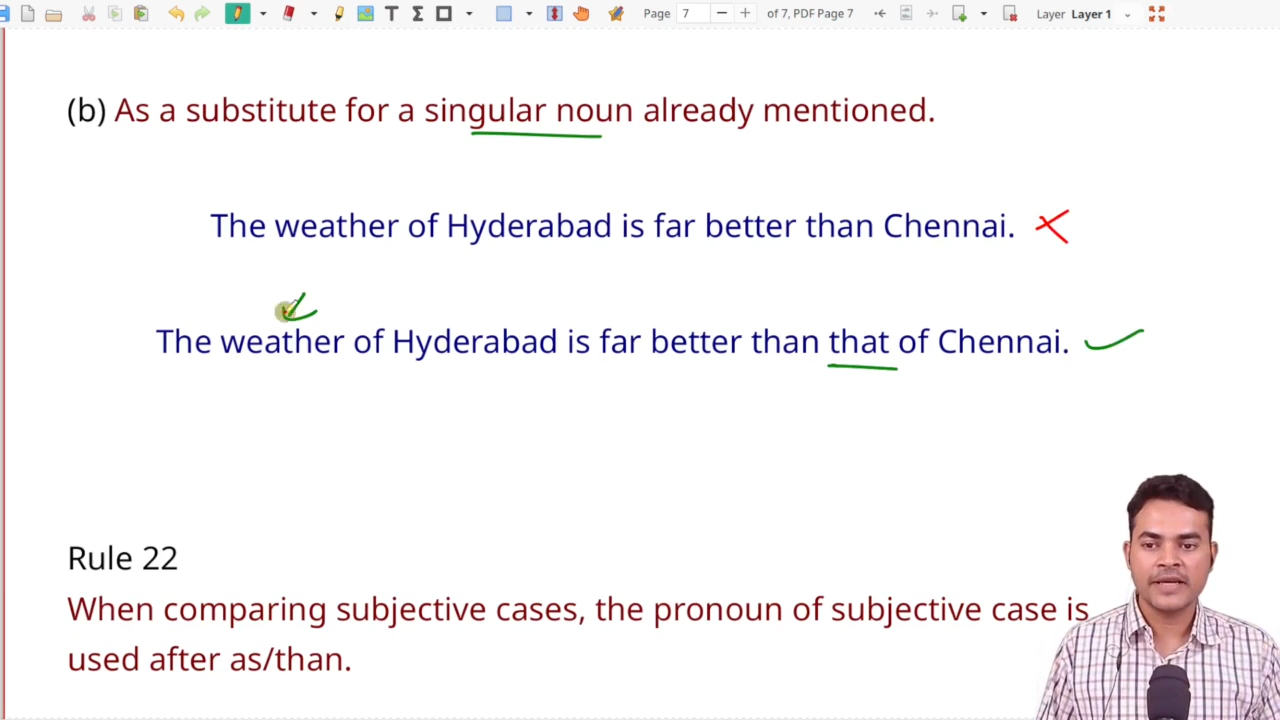 Page 7 of 7, PDF Page 7 Layer Layer 1
(b) As a substitute for a singular noun already mentioned.
The weather of Hyderabad is far better than Chennai.
The weather of Hyderabad is far better than that of Chennai.
Rule 22
When comparing subjective cases, the pronoun of subjective case is
used after as/than.